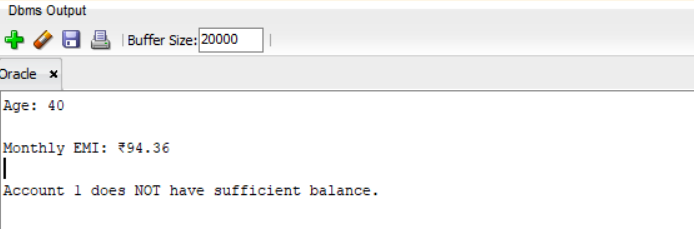 Dbms Output
Buffer Size: 20000
Oracle
Age: 40
Monthly EMI: ₹94.36
Account 1 does NOT have sufficient balance.